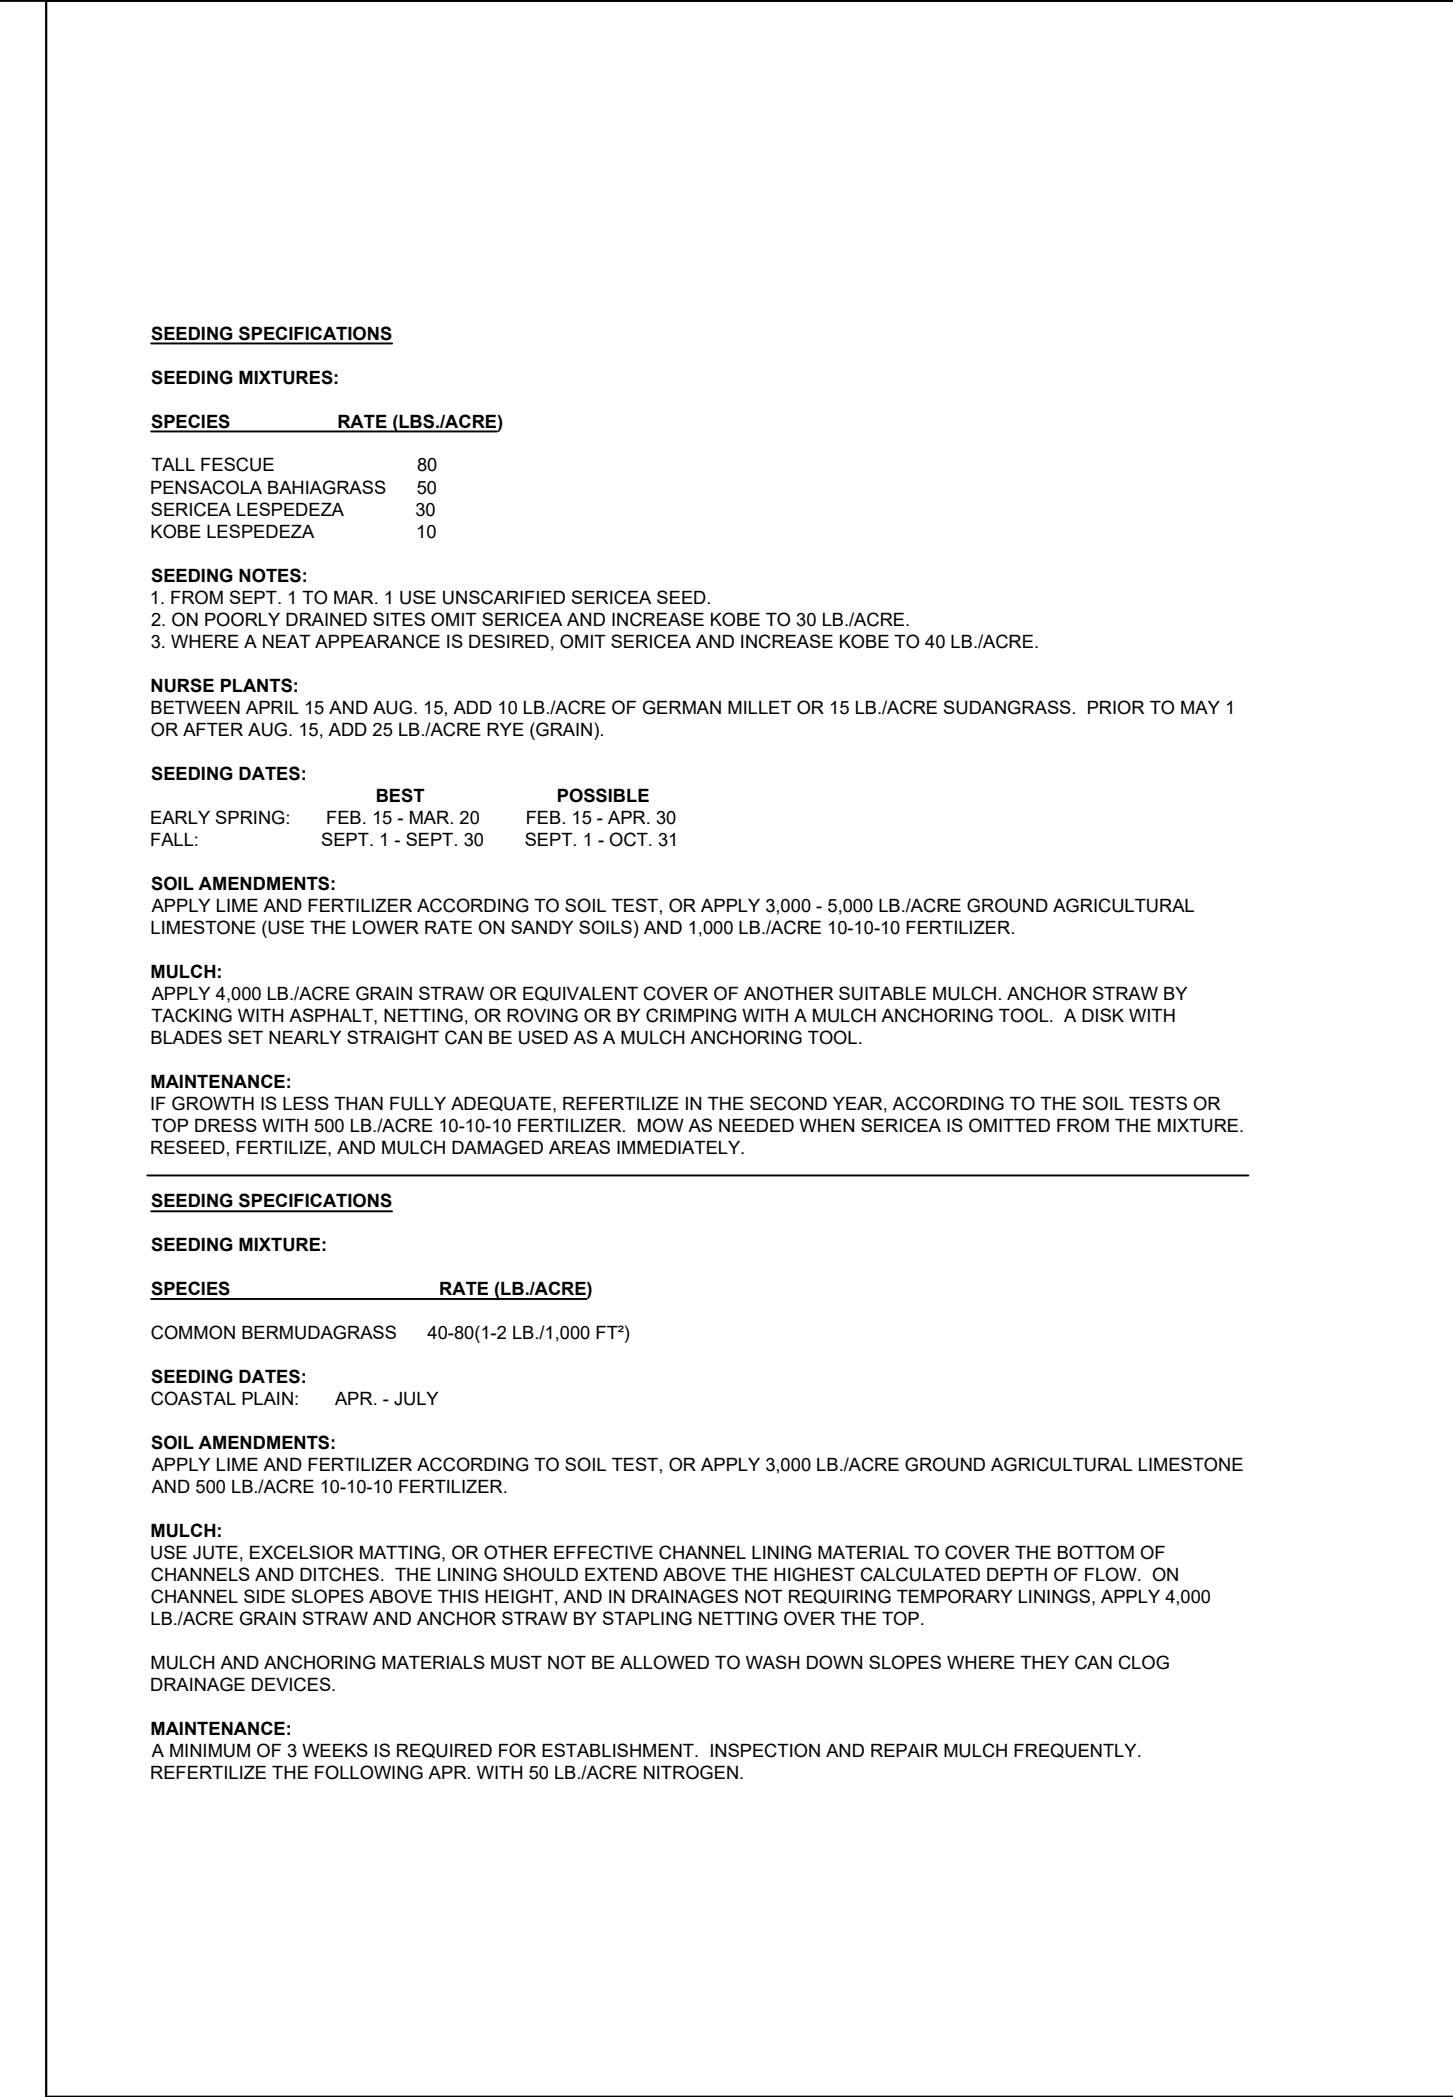 SEEDING SPECIFICATIONS
SEEDING MIXTURES:
SPECIES RATE (LBS./ACRE)
TALL FESCUE 80
PENSACOLA BAHIAGRASS 50
SERICEA LESPEDEZA 30
KOBE LESPEDEZA 10
SEEDING NOTES:
1. FROM SEPT. 1 TO MAR. 1 USE UNSCARIFIED SERICEA SEED.
2. ON POORLY DRAINED SITES OMIT SERICEA AND INCREASE KOBE TO 30 LB./ACRE.
3. WHERE A NEAT APPEARANCE IS DESIRED, OMIT SERICEA AND INCREASE KOBE TO 40 LB./ACRE.
NURSE PLANTS:
BETWEEN APRIL 15 AND AUG. 15, ADD 10 LB./ACRE OF GERMAN MILLET OR 15 LB./ACRE SUDANGRASS. PRIOR TO MAY 1
OR AFTER AUG. 15, ADD 25 LB./ACRE RYE (GRAIN).
SEEDING DATES:
BEST POSSIBLE
EARLY SPRING: FEB. 15 - MAR. 20 FEB. 15 - APR. 30
FALL: SEPT. 1 - SEPT. 30 SEPT. 1 - OCT. 31
SOIL AMENDMENTS:
APPLY LIME AND FERTILIZER ACCORDING TO SOIL TEST, OR APPLY 3,000 - 5,000 LB./ACRE GROUND AGRICULTURAL
LIMESTONE (USE THE LOWER RATE ON SANDY SOILS) AND 1,000 LB./ACRE 10-10-10 FERTILIZER.
MULCH:
APPLY 4,000 LB./ACRE GRAIN STRAW OR EQUIVALENT COVER OF ANOTHER SUITABLE MULCH. ANCHOR STRAW BY
TACKING WITH ASPHALT, NETTING, OR ROVING OR BY CRIMPING WITH A MULCH ANCHORING TOOL. A DISK WITH
BLADES SET NEARLY STRAIGHT CAN BE USED AS A MULCH ANCHORING TOOL.
MAINTENANCE:
IF GROWTH IS LESS THAN FULLY ADEQUATE, REFERTILIZE IN THE SECOND YEAR, ACCORDING TO THE SOIL TESTS OR
TOP DRESS WITH 500 LB./ACRE 10-10-10 FERTILIZER. MOW AS NEEDED WHEN SERICEA IS OMITTED FROM THE MIXTURE.
RESEED, FERTILIZE, AND MULCH DAMAGED AREAS IMMEDIATELY.
SEEDING SPECIFICATIONS
SEEDING MIXTURE:
SPECIES RATE (LB./ACRE)
COMMON BERMUDAGRASS 40-80(1-2 LB./1,000 FT²)
SEEDING DATES:
COASTAL PLAIN: APR. - JULY
SOIL AMENDMENTS:
APPLY LIME AND FERTILIZER ACCORDING TO SOIL TEST, OR APPLY 3,000 LB./ACRE GROUND AGRICULTURAL LIMESTONE
AND 500 LB./ACRE 10-10-10 FERTILIZER.
MULCH:
USE JUTE, EXCELSIOR MATTING, OR OTHER EFFECTIVE CHANNEL LINING MATERIAL TO COVER THE BOTTOM OF
CHANNELS AND DITCHES. THE LINING SHOULD EXTEND ABOVE THE HIGHEST CALCULATED DEPTH OF FLOW. ON
CHANNEL SIDE SLOPES ABOVE THIS HEIGHT, AND IN DRAINAGES NOT REQUIRING TEMPORARY LININGS, APPLY 4,000
LB./ACRE GRAIN STRAW AND ANCHOR STRAW BY STAPLING NETTING OVER THE TOP.
MULCH AND ANCHORING MATERIALS MUST NOT BE ALLOWED TO WASH DOWN SLOPES WHERE THEY CAN CLOG
DRAINAGE DEVICES.
MAINTENANCE:
A MINIMUM OF 3 WEEKS IS REQUIRED FOR ESTABLISHMENT. INSPECTION AND REPAIR MULCH FREQUENTLY.
REFERTILIZE THE FOLLOWING APR. WITH 50 LB./ACRE NITROGEN.